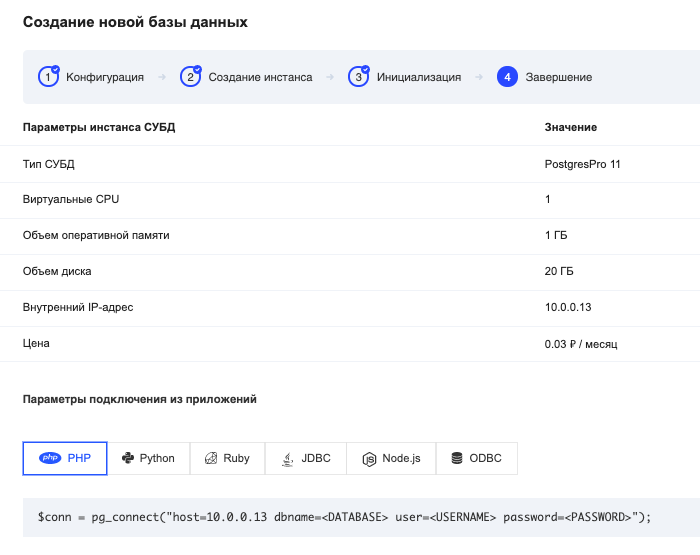 Создание новой базы данных
1 Конфигурация → 2 Создание инстанса → 3 Инициализация → 4 Завершение
Параметры инстанса СУБД Значение
Тип СУБД PostgresPro 11
Виртуальные CPU 1
Объем оперативной памяти 1 ГБ
Объем диска 20 ГБ
Внутренний IP-адрес 10.0.0.13
Цена 0.03 ₽ / месяц
Параметры подключения из приложений
php PHP Python Ruby JDBC JS Node.js ODBC
$conn = pg_connect("host=10.0.0.13 dbname=<DATABASE> user=<USERNAME> password=<PASSWORD>");